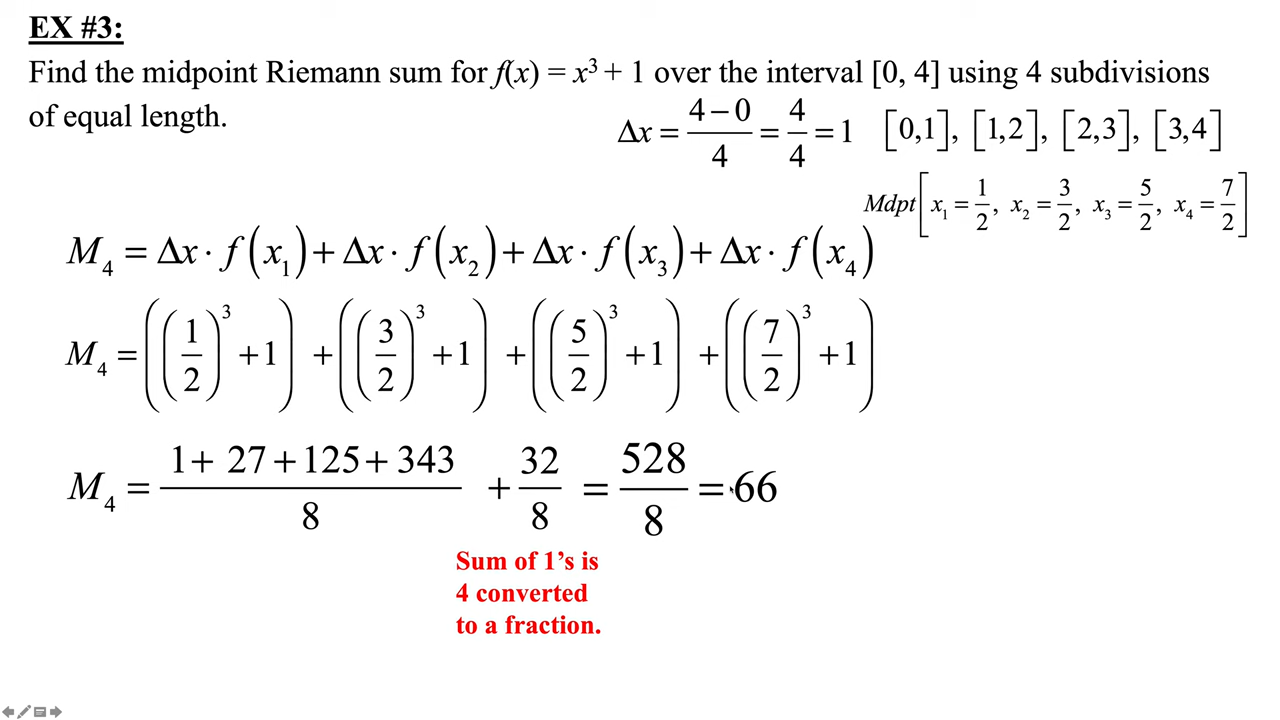 EX #3:
Find the midpoint Riemann sum for f(x) = x³ + 1 over the interval [0, 4] using 4 subdivisions
of equal length.
Δx = (4 − 0)/4 = 4/4 = 1 [0,1], [1,2], [2,3], [3,4]
Mdpt[x₁ = 1/2, x₂ = 3/2, x₃ = 5/2, x₄ = 7/2]
M₄ = Δx · f(x₁) + Δx · f(x₂) + Δx · f(x₃) + Δx · f(x₄)
M₄ = ((1/2)³ + 1) + ((3/2)³ + 1) + ((5/2)³ + 1) + ((7/2)³ + 1)
M₄ = (1 + 27 + 125 + 343)/8 + 32/8 = 528/8 = 66
Sum of 1’s is
4 converted
to a fraction.